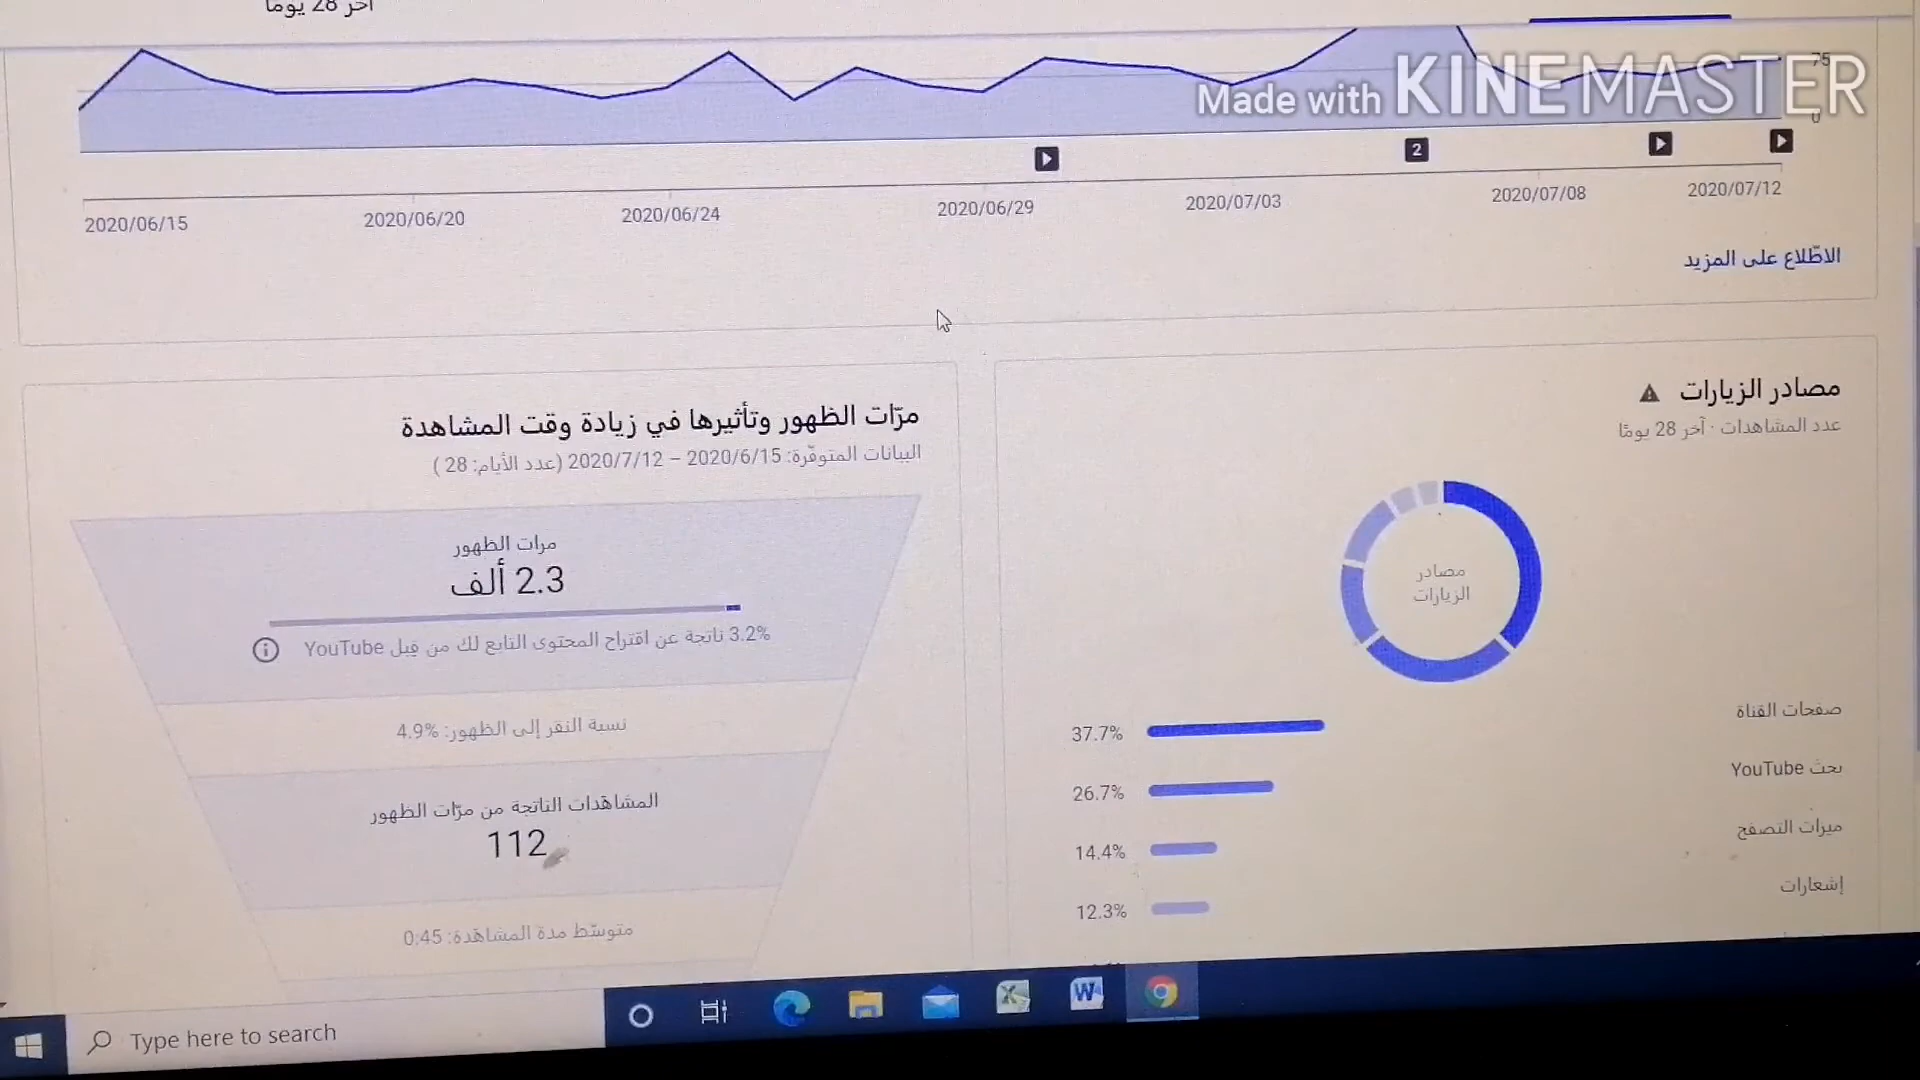 آخر 28 يومًا
75
Made with KINEMASTER
0
2
2020/06/15 2020/06/20 2020/06/24 2020/06/29 2020/07/03 2020/07/08 2020/07/12
الاطّلاع على المزيد
مصادر الزيارات
عدد المشاهدات · آخر 28 يومًا
مصادر
الزيارات
صفحات القناة 37.7%
بحث YouTube 26.7%
ميزات التصفح 14.4%
إشعارات 12.3%
مرّات الظهور وتأثيرها في زيادة وقت المشاهدة
البيانات المتوفّرة: 2020/6/15 – 2020/7/12 (عدد الأيام: 28 )
مرات الظهور
2.3 ألف
3.2% ناتجة عن اقتراح المحتوى التابع لك من قِبل YouTube
نسبة النقر إلى الظهور: 4.9%
المشاهدات الناتجة من مرّات الظهور
112
متوسّط مدة المشاهدة: 0:45
Type here to search